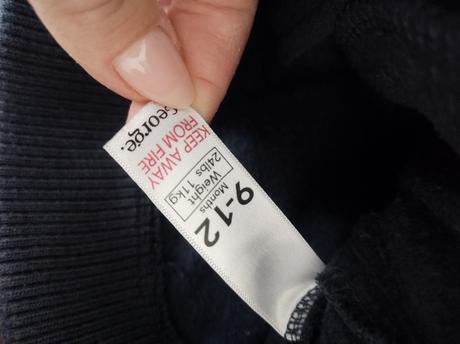 George.
KEEP AWAY
FROM FIRE
24lbs 11kg
Weight
Months
9-12